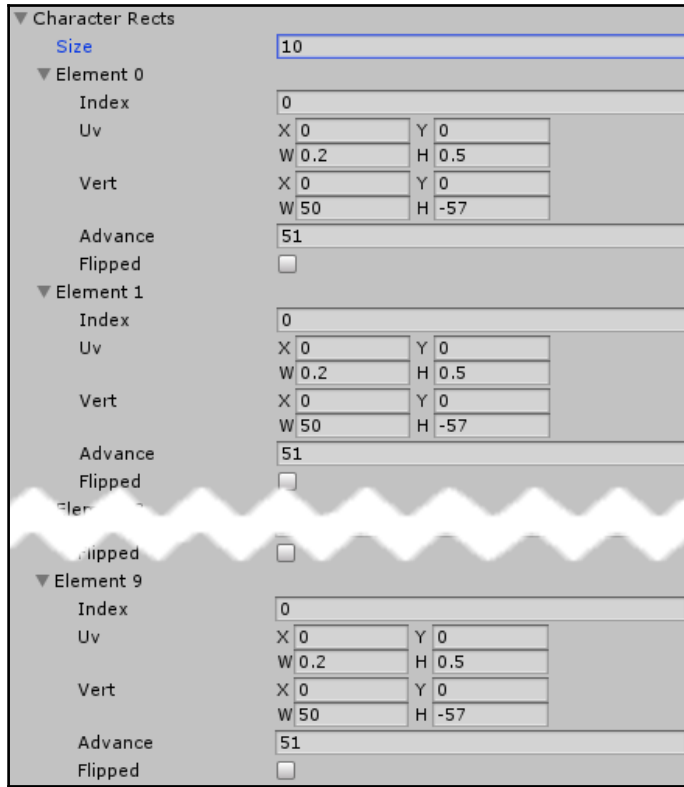 Character Rects
Size 10
Element 0
Index 0
Uv X 0 Y 0
W 0.2 H 0.5
Vert X 0 Y 0
W 50 H -57
Advance 51
Flipped
Element 1
Index 0
Uv X 0 Y 0
W 0.2 H 0.5
Vert X 0 Y 0
W 50 H -57
Advance 51
Flipped
Flipped
Element 9
Index 0
Uv X 0 Y 0
W 0.2 H 0.5
Vert X 0 Y 0
W 50 H -57
Advance 51
Flipped